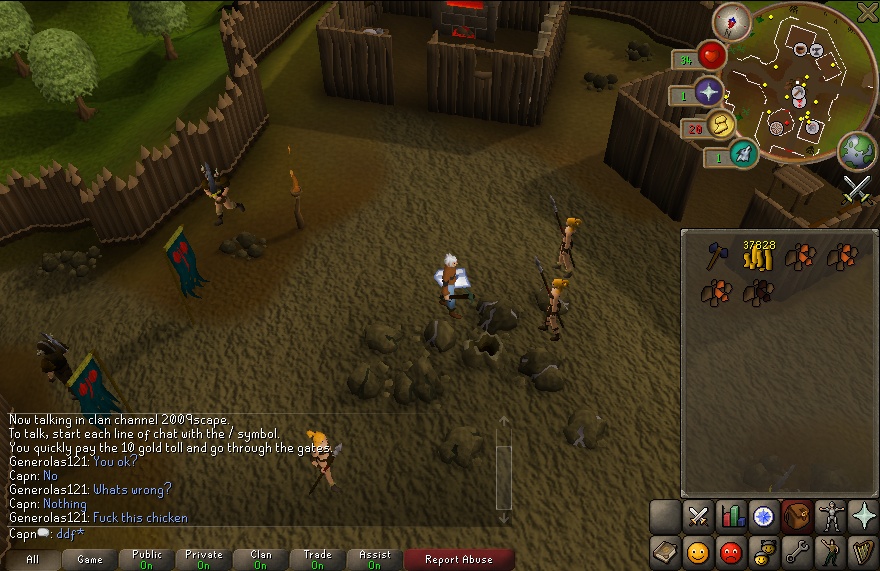 N
94
1
20
1
37828
Now talking in clan channel 2009scape.
To talk, start each line of chat with the / symbol.
You quickly pay the 10 gold toll and go through the gates.
Generolas121: You ok?
Capn: No
Generolas121: Whats wrong?
Capn: Nothing
Generolas121: Fuck this chicken
Capn: ddf*
All
Game
Public
On
Private
On
Clan
On
Trade
On
Assist
On
Report Abuse